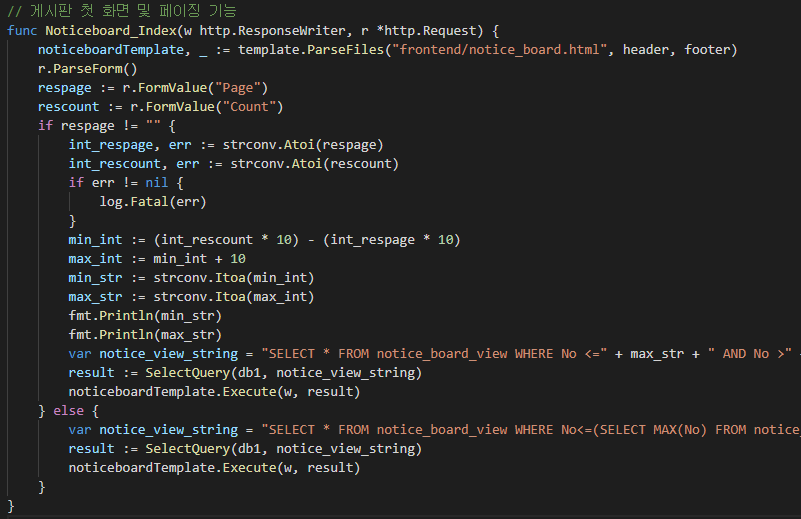 // 게시판 첫 화면 및 페이징 기능
func Noticeboard_Index(w http.ResponseWriter, r *http.Request) {
    noticeboardTemplate, _ := template.ParseFiles("frontend/notice_board.html", header, footer)
    r.ParseForm()
    respage := r.FormValue("Page")
    rescount := r.FormValue("Count")
    if respage != "" {
        int_respage, err := strconv.Atoi(respage)
        int_rescount, err := strconv.Atoi(rescount)
        if err != nil {
            log.Fatal(err)
        }
        min_int := (int_rescount * 10) - (int_respage * 10)
        max_int := min_int + 10
        min_str := strconv.Itoa(min_int)
        max_str := strconv.Itoa(max_int)
        fmt.Println(min_str)
        fmt.Println(max_str)
        var notice_view_string = "SELECT * FROM notice_board_view WHERE No <=" + max_str + " AND No >"
        result := SelectQuery(db1, notice_view_string)
        noticeboardTemplate.Execute(w, result)
    } else {
        var notice_view_string = "SELECT * FROM notice_board_view WHERE No<=(SELECT MAX(No) FROM notice_
        result := SelectQuery(db1, notice_view_string)
        noticeboardTemplate.Execute(w, result)
    }
}